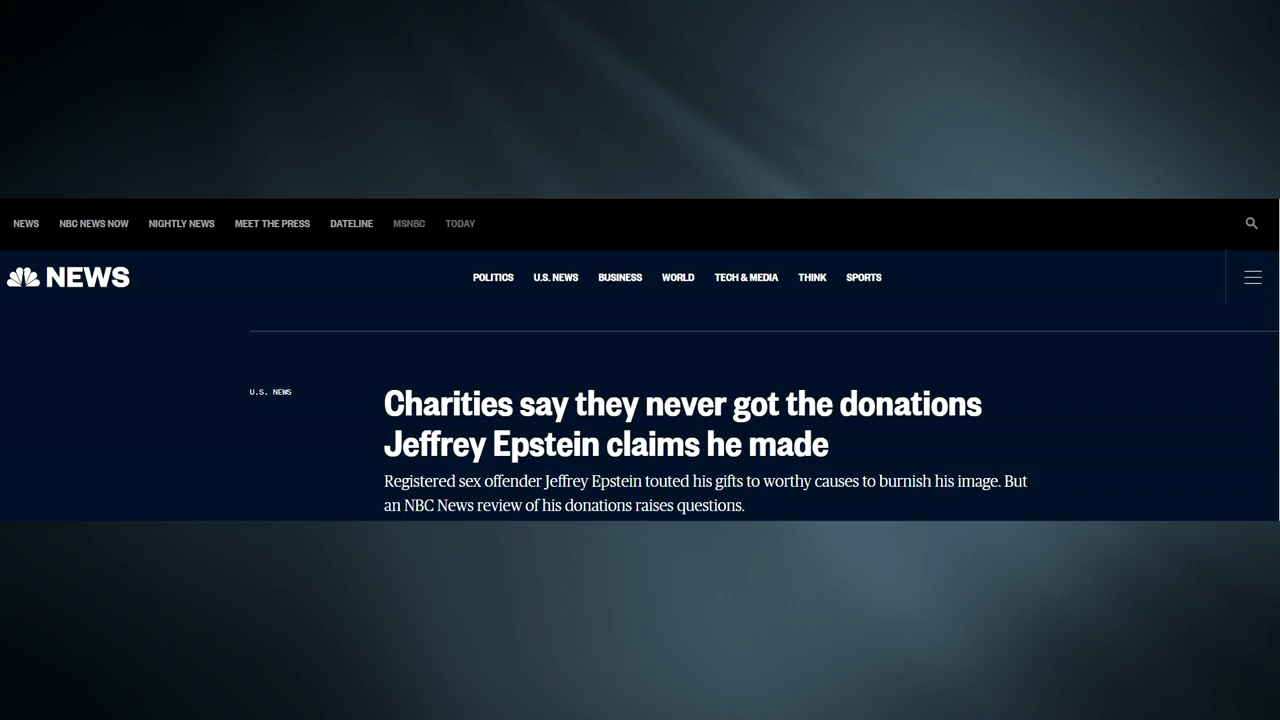 NEWS NBC NEWS NOW NIGHTLY NEWS MEET THE PRESS DATELINE MSNBC TODAY
NEWS POLITICS U.S. NEWS BUSINESS WORLD TECH & MEDIA THINK SPORTS
U.S. NEWS
Charities say they never got the donations
Jeffrey Epstein claims he made
Registered sex offender Jeffrey Epstein touted his gifts to worthy causes to burnish his image. But
an NBC News review of his donations raises questions.